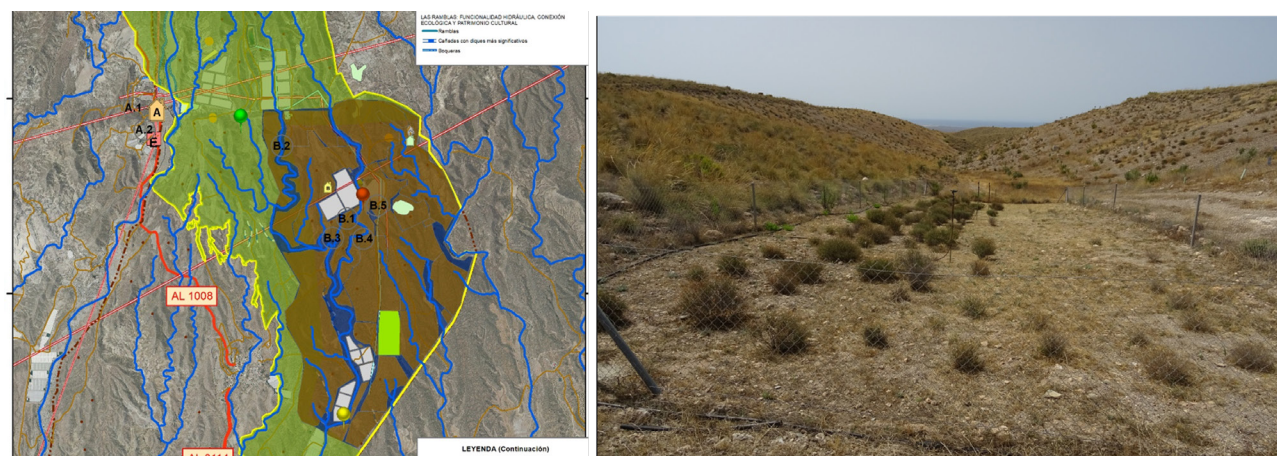 LAS RAMBLAS: FUNCIONALIDAD HIDRÁULICA, CONEXIÓN
ECOLÓGICA Y PATRIMONIO CULTURAL
Ramblas
Cañadas con diques más significativos
Boqueras
A.1
A
A.2
E
B.2
B.1
B.5
B.3
B.4
AL 1008
LEYENDA (Continuación)